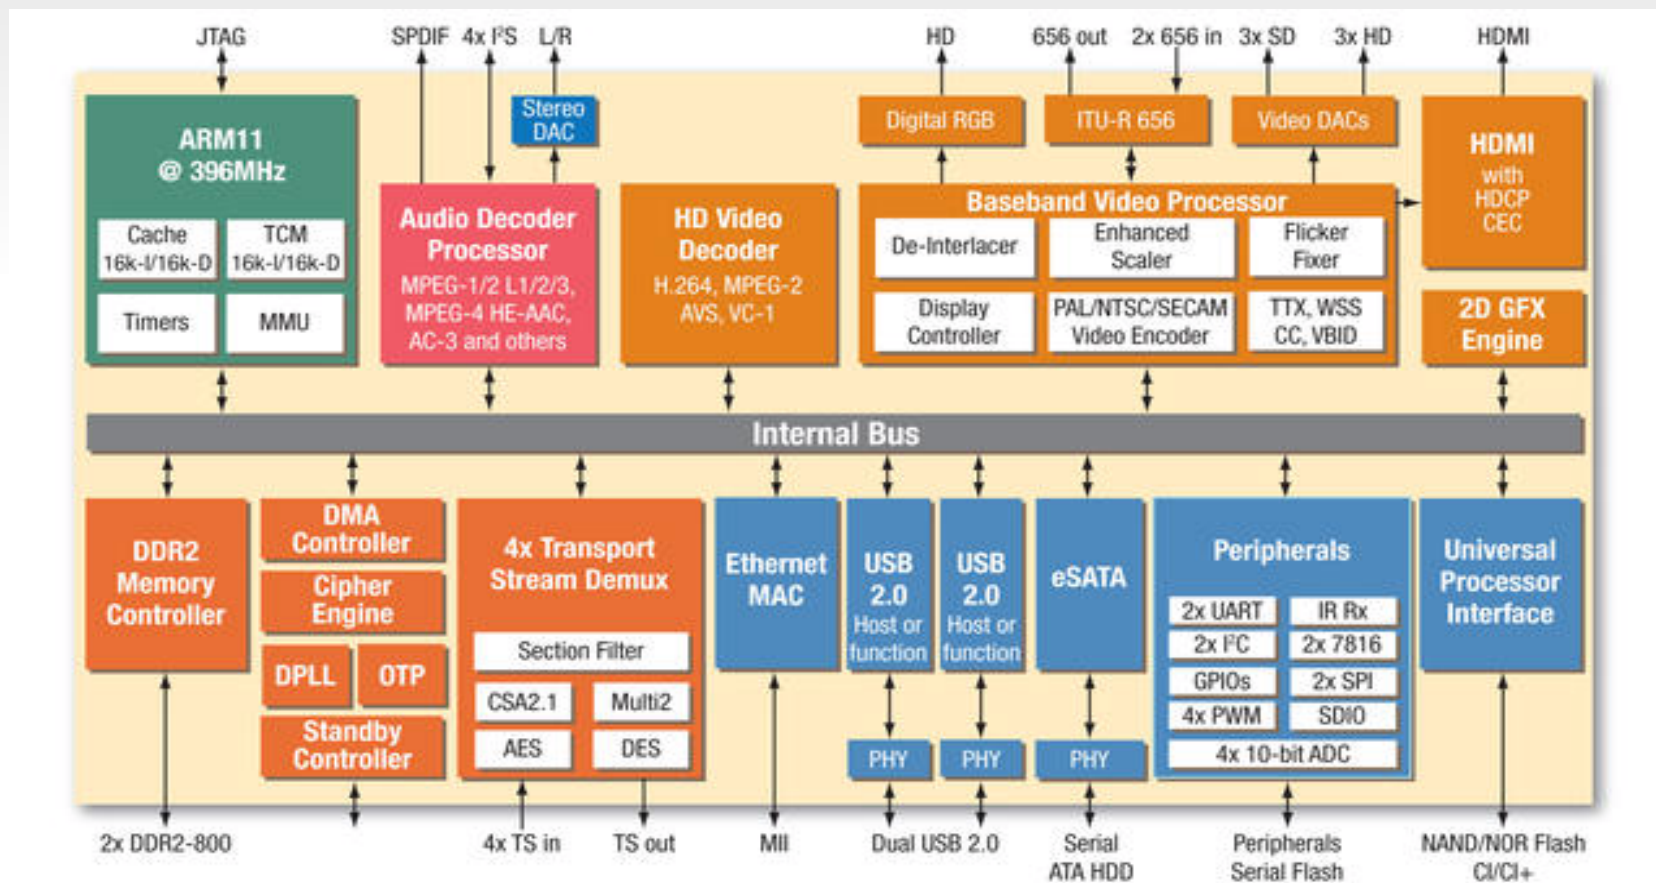 JTAG
SPDIF
4x I²S
L/R
HD
656 out
2x 656 in
3x SD
3x HD
HDMI
ARM11
@ 396MHz
Cache
16k-I/16k-D
TCM
16k-I/16k-D
Timers
MMU
Stereo
DAC
Audio Decoder
Processor
MPEG-1/2 L1/2/3,
MPEG-4 HE-AAC,
AC-3 and others
HD Video
Decoder
H.264, MPEG-2
AVS, VC-1
Digital RGB
ITU-R 656
Video DACs
Baseband Video Processor
De-Interlacer
Enhanced
Scaler
Flicker
Fixer
Display
Controller
PAL/NTSC/SECAM
Video Encoder
TTX, WSS
CC, VBID
HDMI
with
HDCP
CEC
2D GFX
Engine
Internal Bus
DDR2
Memory
Controller
DMA
Controller
Cipher
Engine
DPLL
OTP
Standby
Controller
4x Transport
Stream Demux
Section Filter
CSA2.1
Multi2
AES
DES
Ethernet
MAC
USB
2.0
Host or
function
USB
2.0
Host or
function
eSATA
PHY
PHY
PHY
Peripherals
2x UART
IR Rx
2x I²C
2x 7816
GPIOs
2x SPI
4x PWM
SDIO
4x 10-bit ADC
Universal
Processor
Interface
2x DDR2-800
4x TS in
TS out
MII
Dual USB 2.0
Serial
ATA HDD
Peripherals
Serial Flash
NAND/NOR Flash
CI/CI+